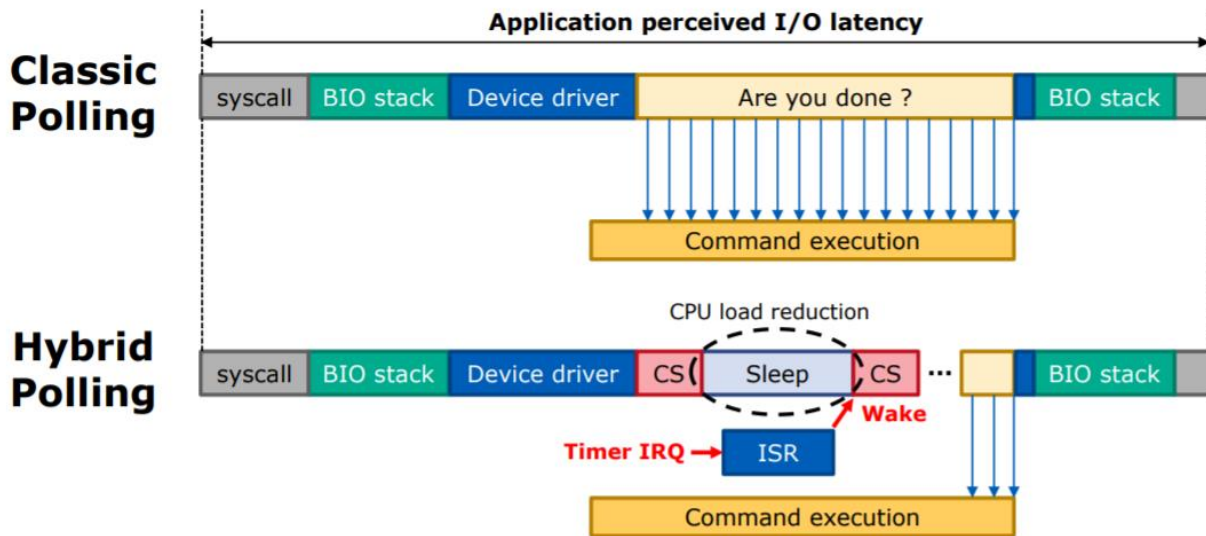 Application perceived I/O latency
Classic
Polling
syscall BIO stack Device driver Are you done ? BIO stack
Command execution
CPU load reduction
Hybrid
Polling
syscall BIO stack Device driver CS Sleep CS ... BIO stack
Wake
Timer IRQ ISR
Command execution